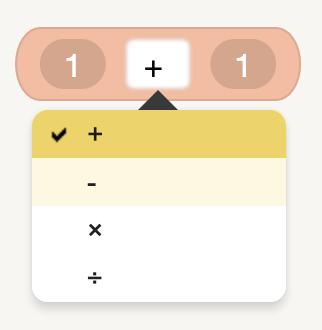 1 + 1
+
-
×
÷